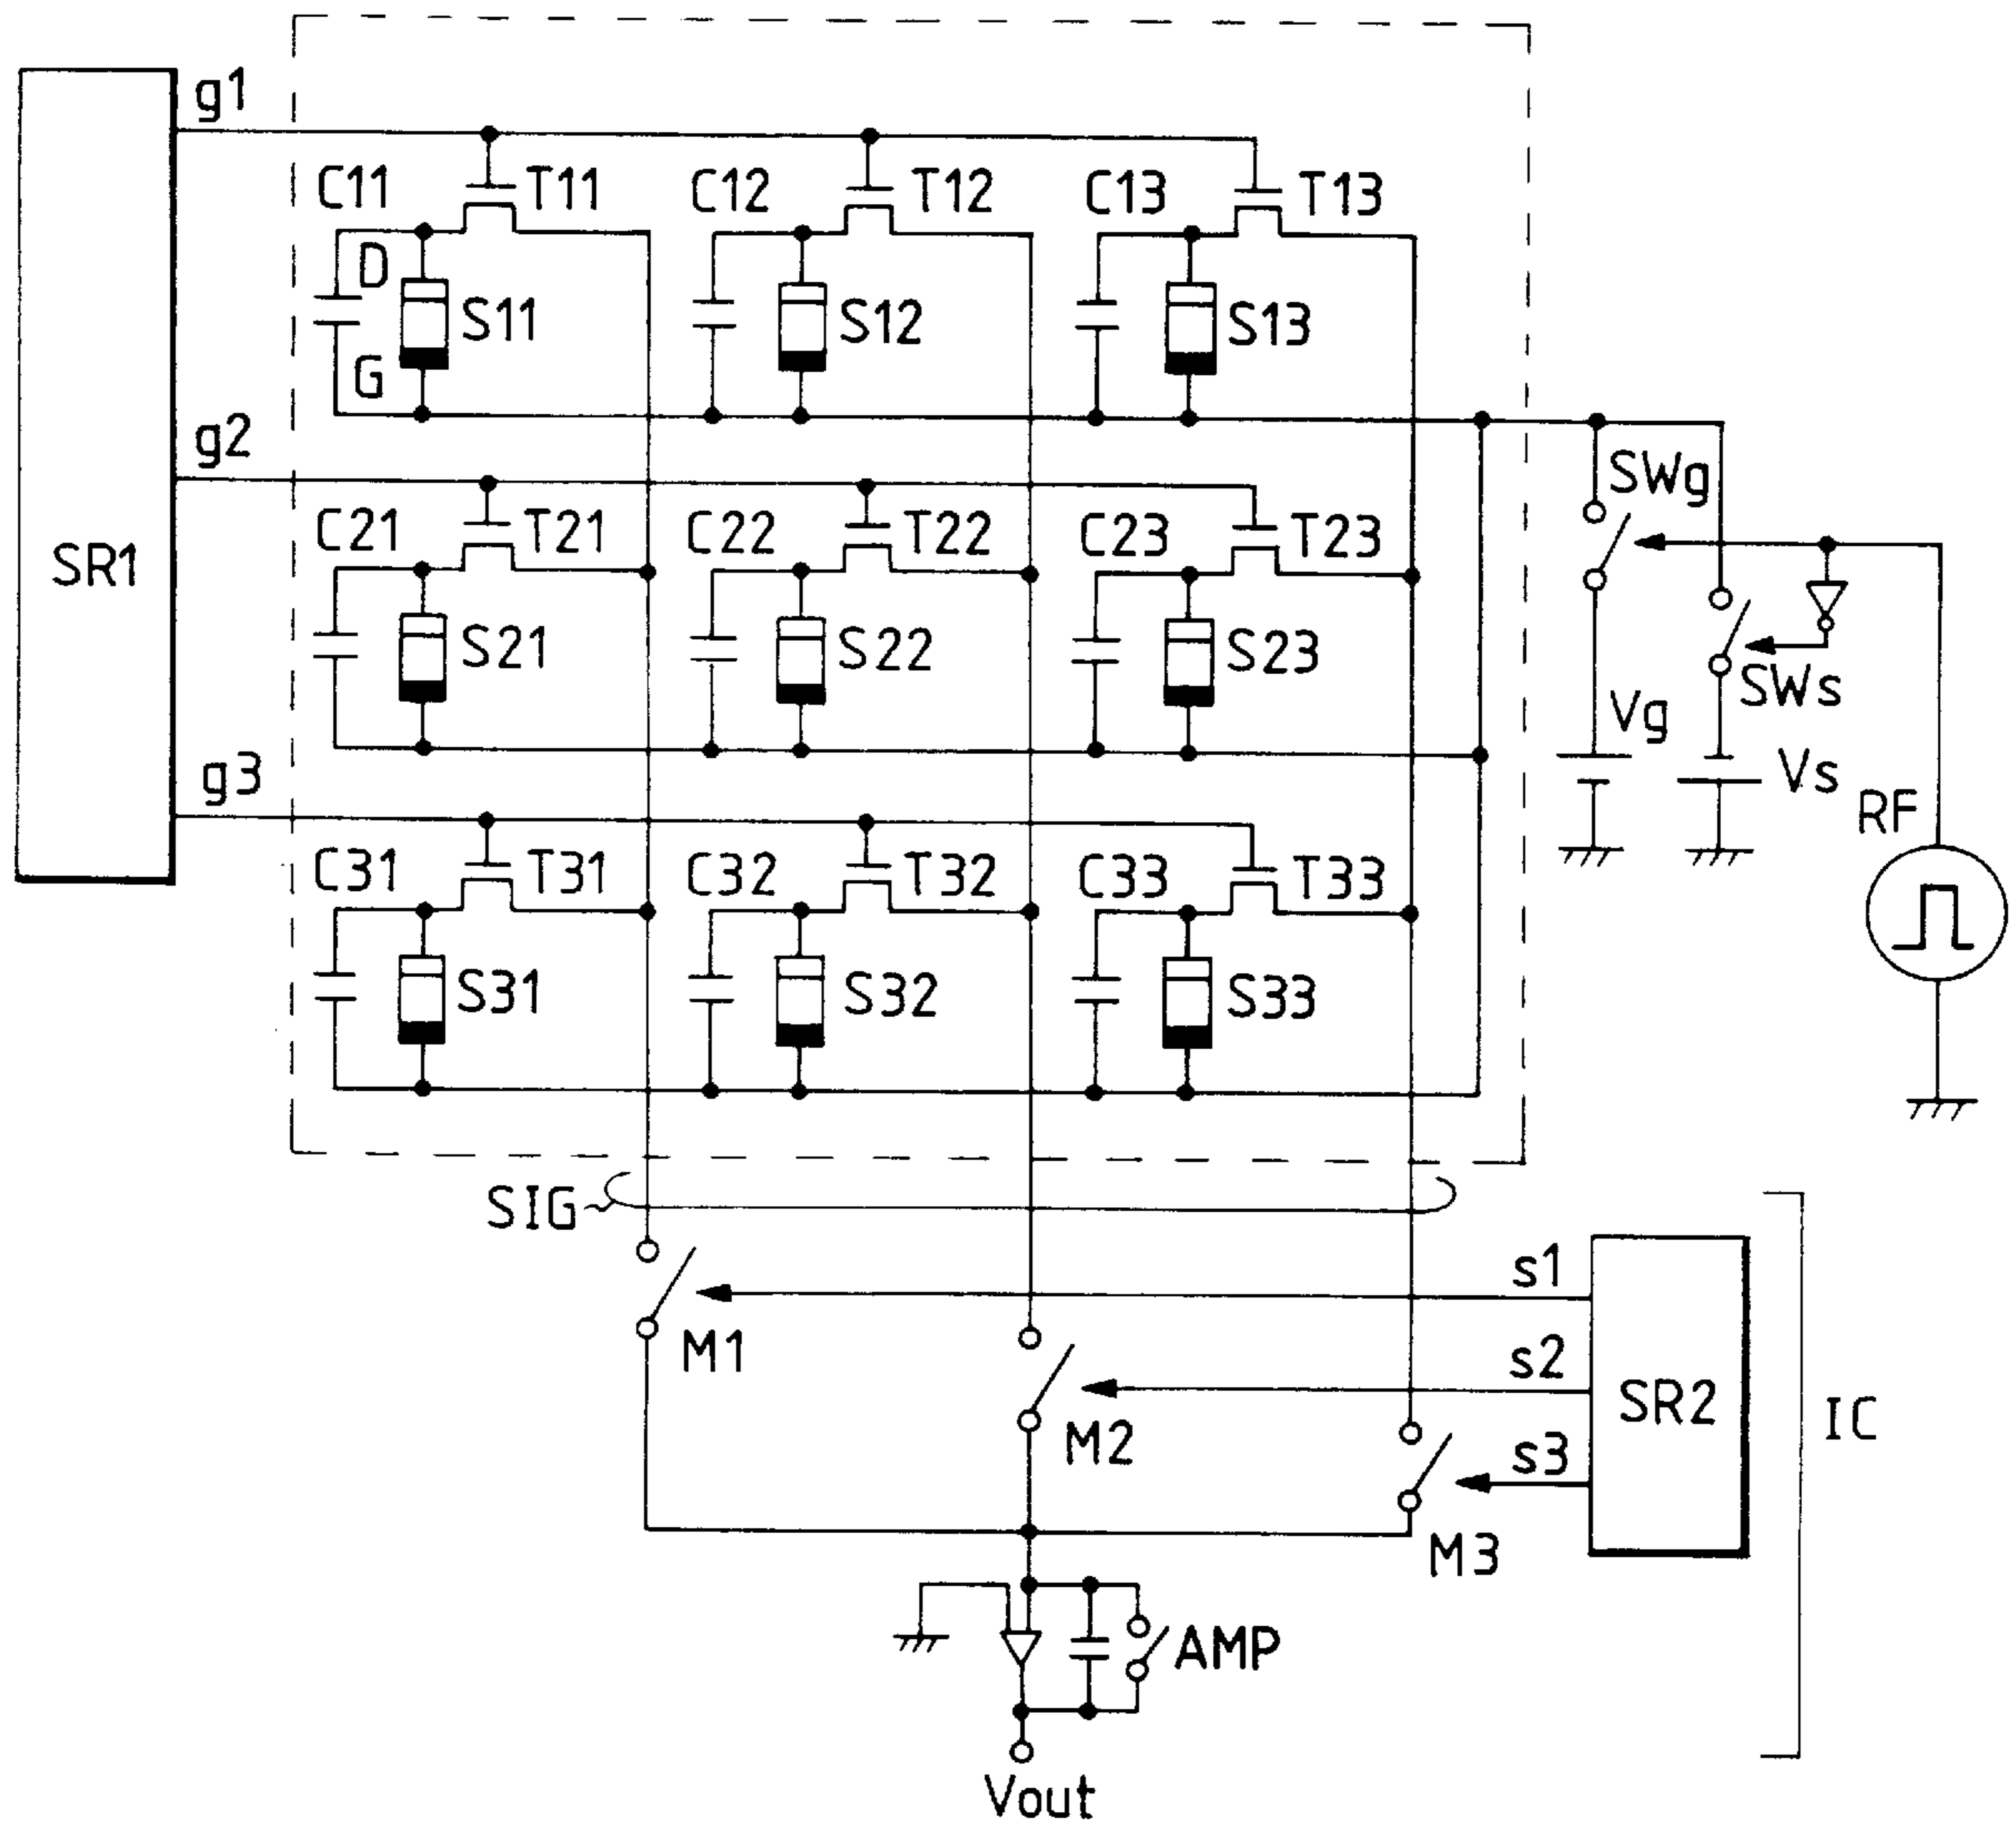 g1
C11 T11 C12 T12 C13 T13
D
S11 S12 S13
G
g2
SWg
C21 T21 C22 T22 C23 T23
SR1
S21 S22 S23
SWs
Vg
Vs
g3
RF
C31 T31 C32 T32 C33 T33
S31 S32 S33
SIG
s1
M1
s2
SR2
IC
M2
s3
M3
AMP
Vout